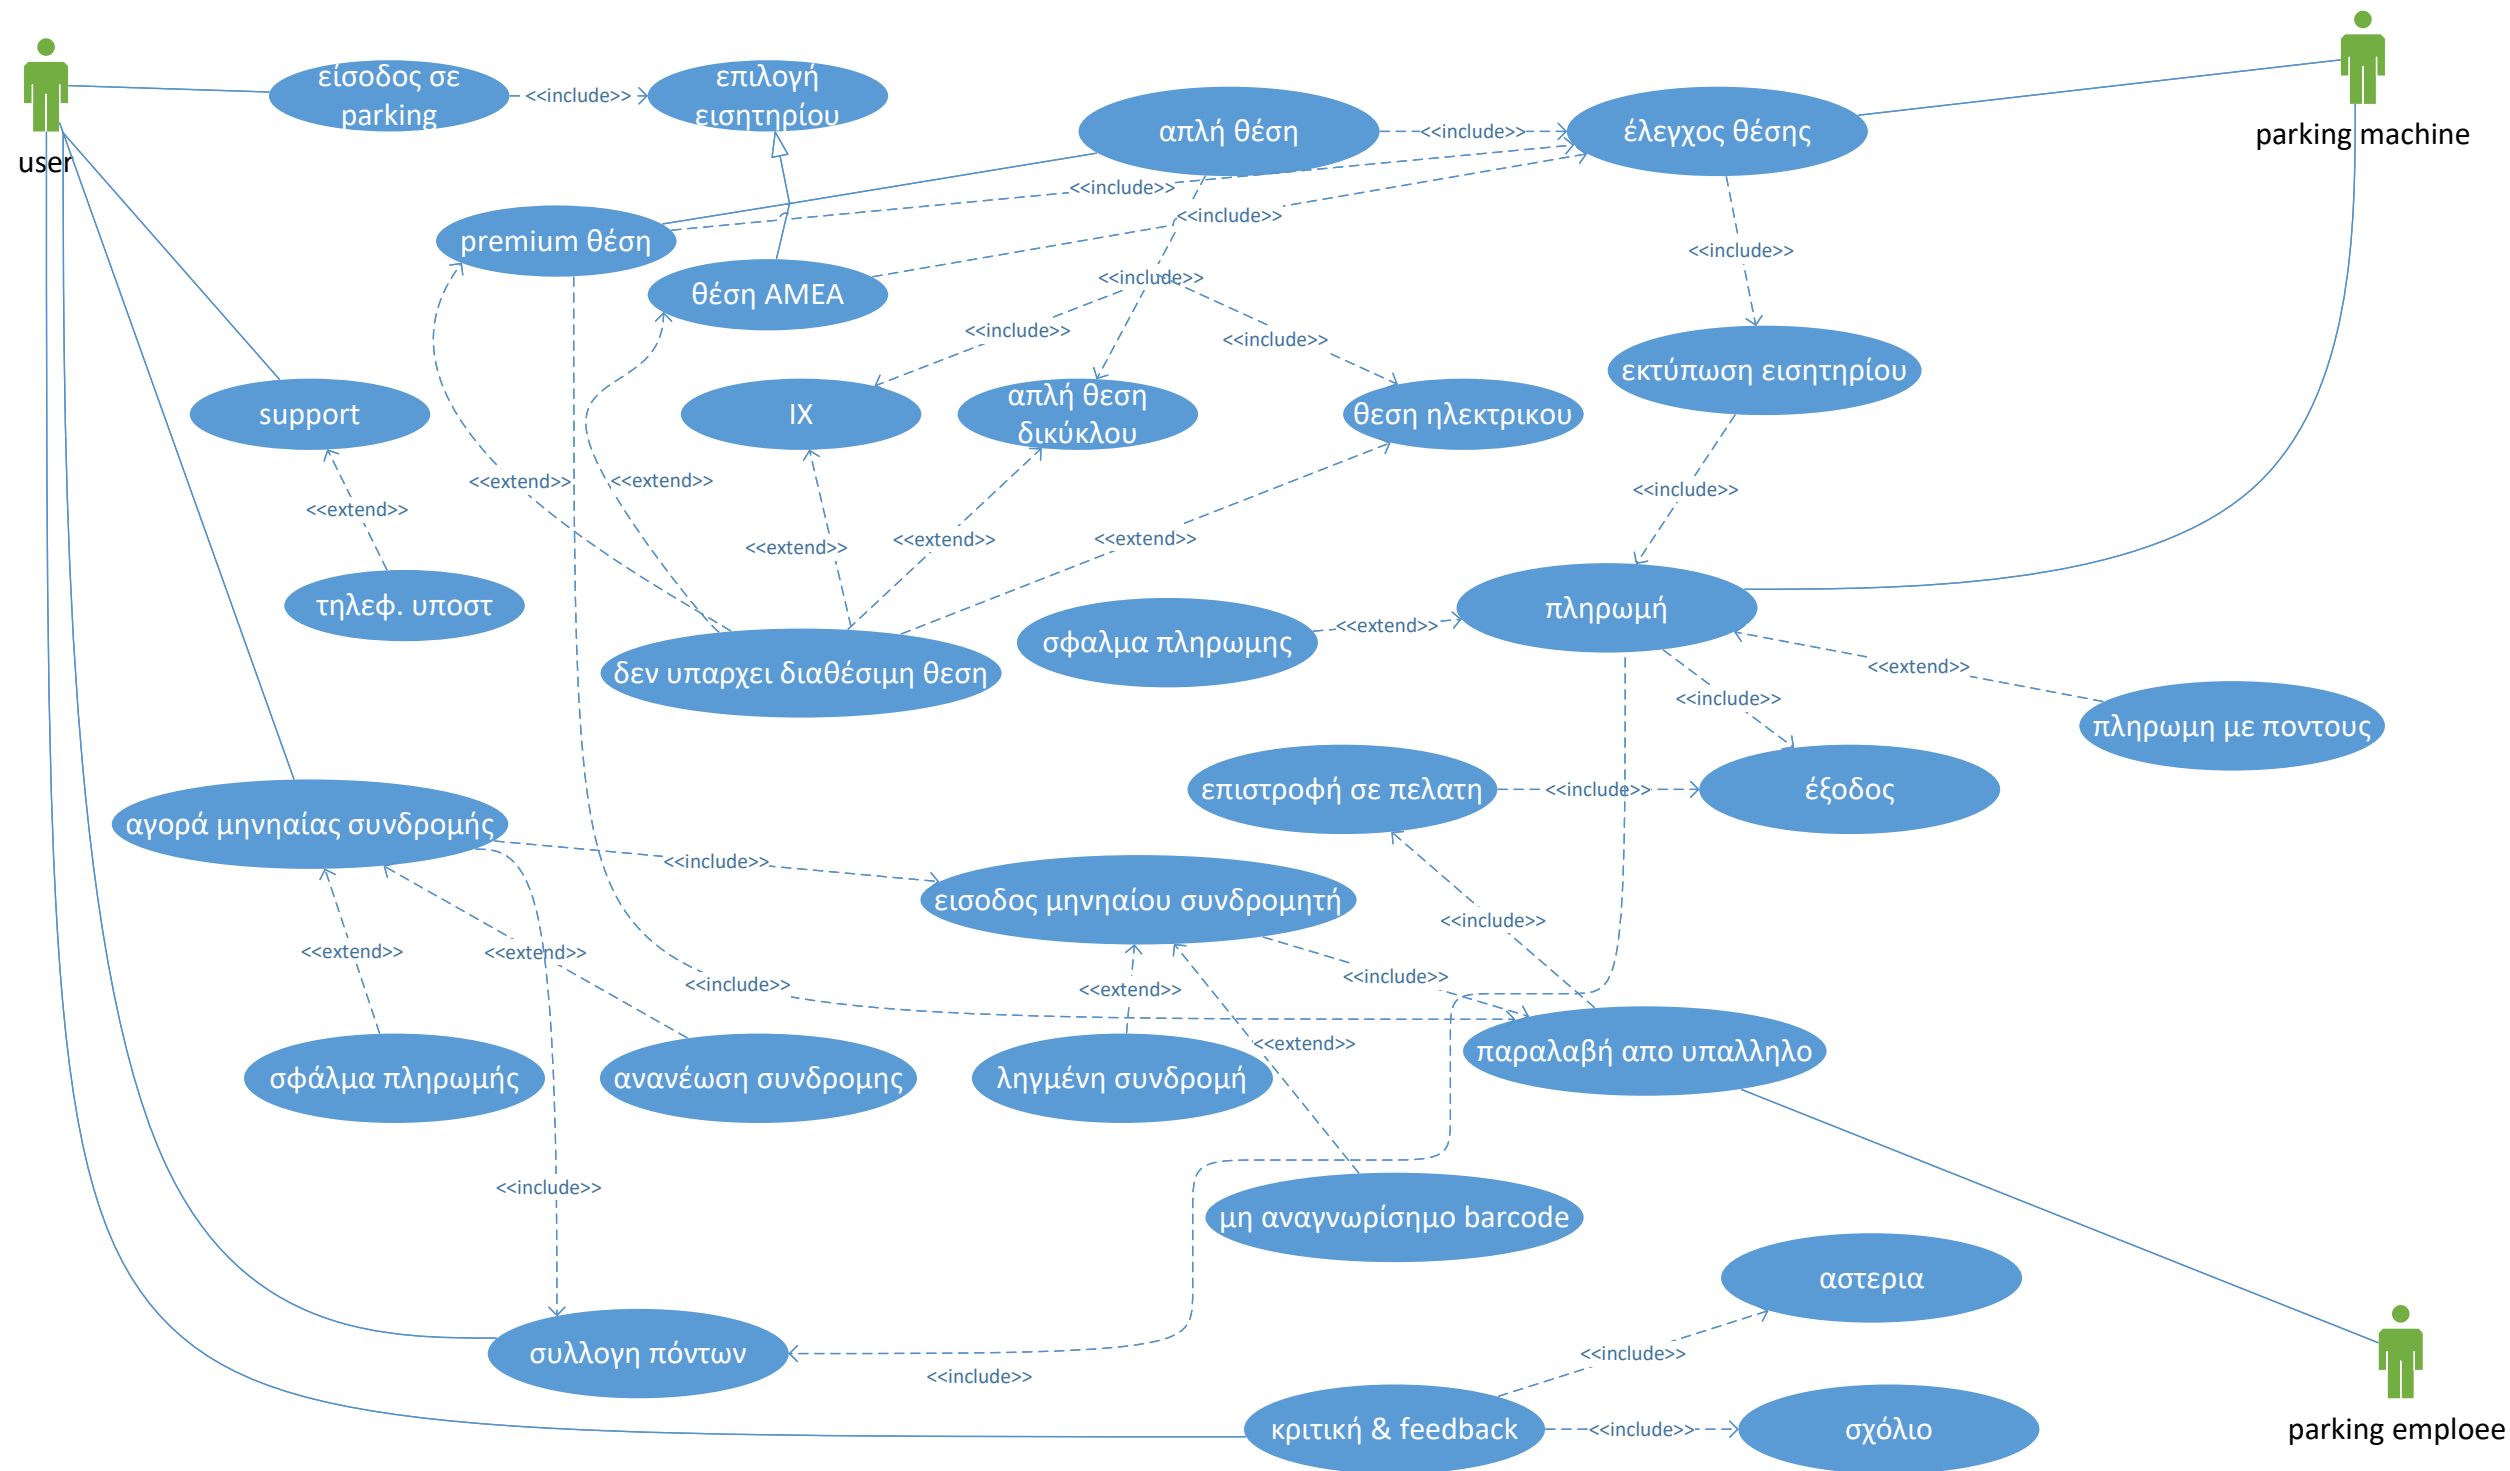 είσοδος σε
parking
<<include>>
επιλογή
εισητηρίου
απλή θέση
<<include>>
έλεγχος θέσης
parking machine
user
<<include>>
<<include>>
premium θέση
<<include>>
θέση ΑΜΕΑ
<<include>>
<<include>>
<<include>>
εκτύπωση εισητηρίου
support
ΙΧ
απλή θεση
δικύκλου
θεση ηλεκτρικου
<<extend>>
<<extend>>
<<include>>
<<extend>>
<<extend>>
<<extend>>
<<extend>>
τηλεφ. υποστ
πληρωμή
<<extend>>
σφαλμα πληρωμης
δεν υπαρχει διαθέσιμη θεση
<<extend>>
<<include>>
πληρωμη με ποντους
επιστροφή σε πελατη
<<include>>
έξοδος
αγορά μηνηαίας συνδρομής
<<include>>
εισοδος μηνηαίου συνδρομητή
<<include>>
<<extend>>
<<extend>>
<<include>>
<<extend>>
<<include>>
<<extend>>
παραλαβή απο υπαλληλο
σφάλμα πληρωμής
ανανέωση συνδρομης
ληγμένη συνδρομή
<<include>>
μη αναγνωρίσημο barcode
αστερια
συλλογη πόντων
<<include>>
<<include>>
κριτική & feedback
<<include>>
σχόλιο
parking emploee